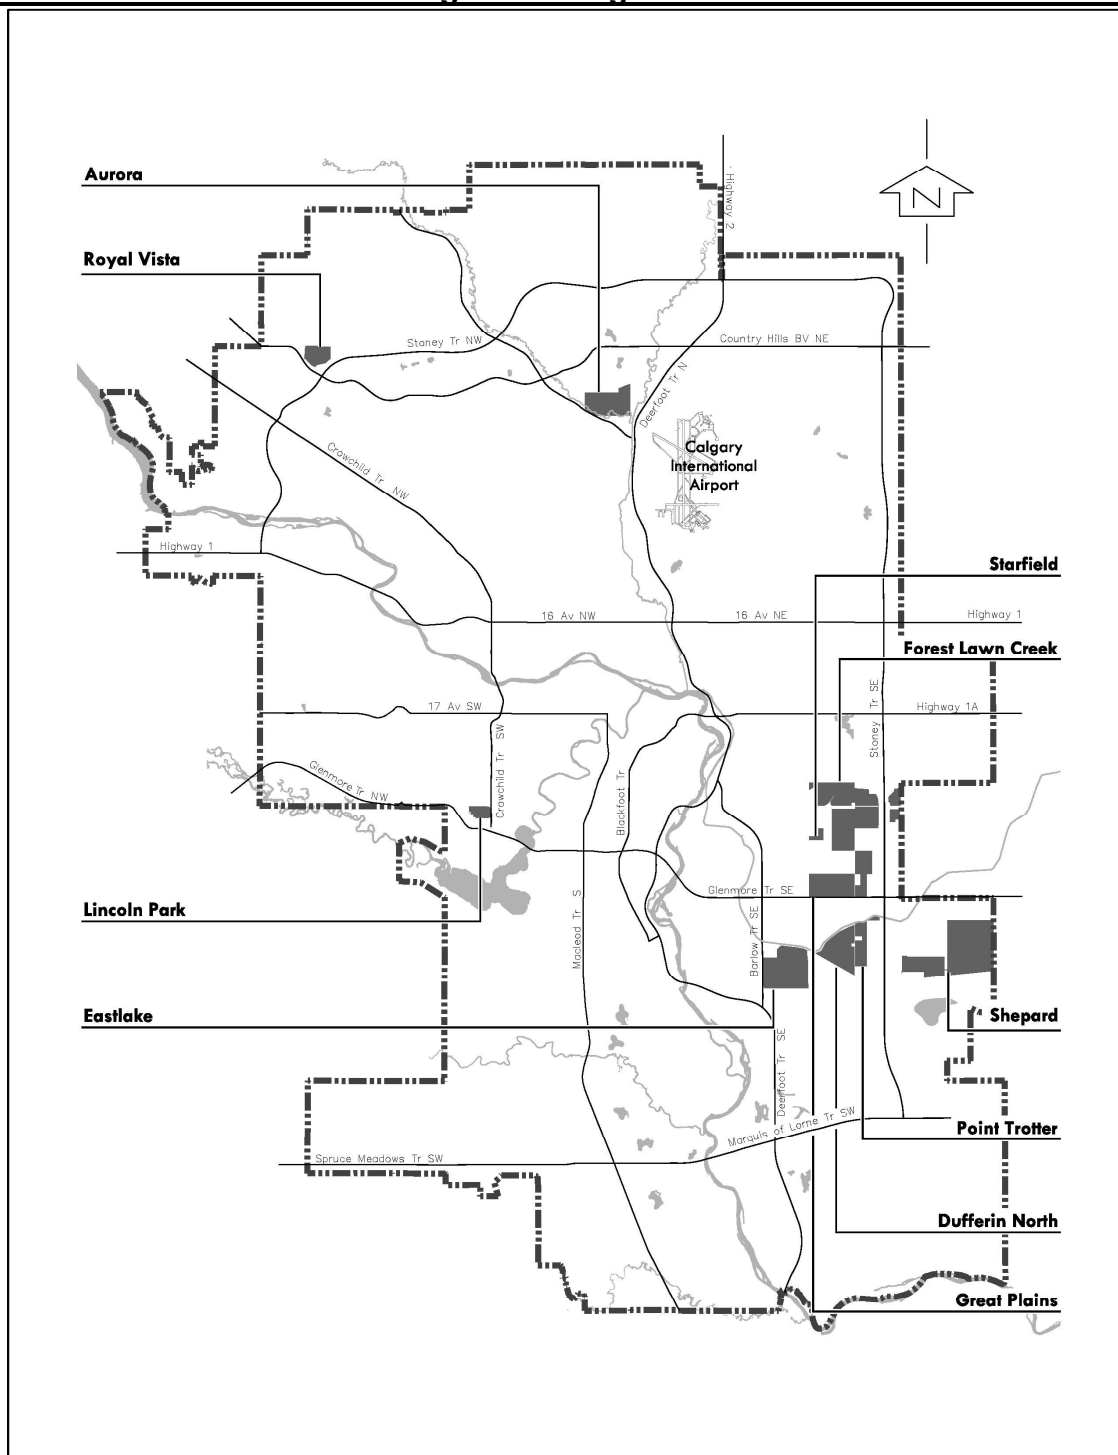 Aurora
N
Highway 2
Royal Vista
Stoney Tr NW
Country Hills BV NE
Deerfoot Tr N
Crowchild Tr NW
Calgary
International
Airport
Highway 1
Starfield
16 Av NW
16 Av NE
Highway 1
Forest Lawn Creek
17 Av SW
Highway 1A
Stoney Tr SE
Crowchild Tr SW
Glenmore Tr NW
Blackfoot Tr
Glenmore Tr SE
Lincoln Park
Macleod Tr S
Barlow Tr SE
Eastlake
Shepard
Deerfoot Tr SE
Marquis of Lorne Tr SW
Point Trotter
Spruce Meadows Tr SW
Dufferin North
Great Plains